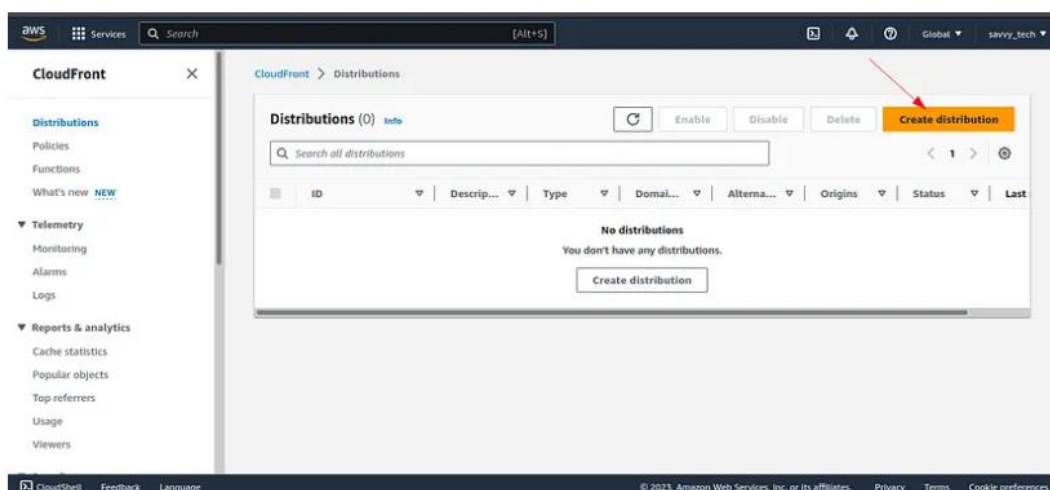 aws Services Search [Alt+S] Global savvy_tech
CloudFront
Distributions
Policies
Functions
What's new NEW
Telemetry
Monitoring
Alarms
Logs
Reports & analytics
Cache statistics
Popular objects
Top referrers
Usage
Viewers
CloudFront > Distributions
Distributions (0) Info Enable Disable Delete Create distribution
Search all distributions < 1 >
ID Descrip... Type Domai... Alterna... Origins Status Last
No distributions
You don't have any distributions.
Create distribution
CloudShell Feedback Language © 2023, Amazon Web Services, Inc. or its affiliates. Privacy Terms Cookie preferences